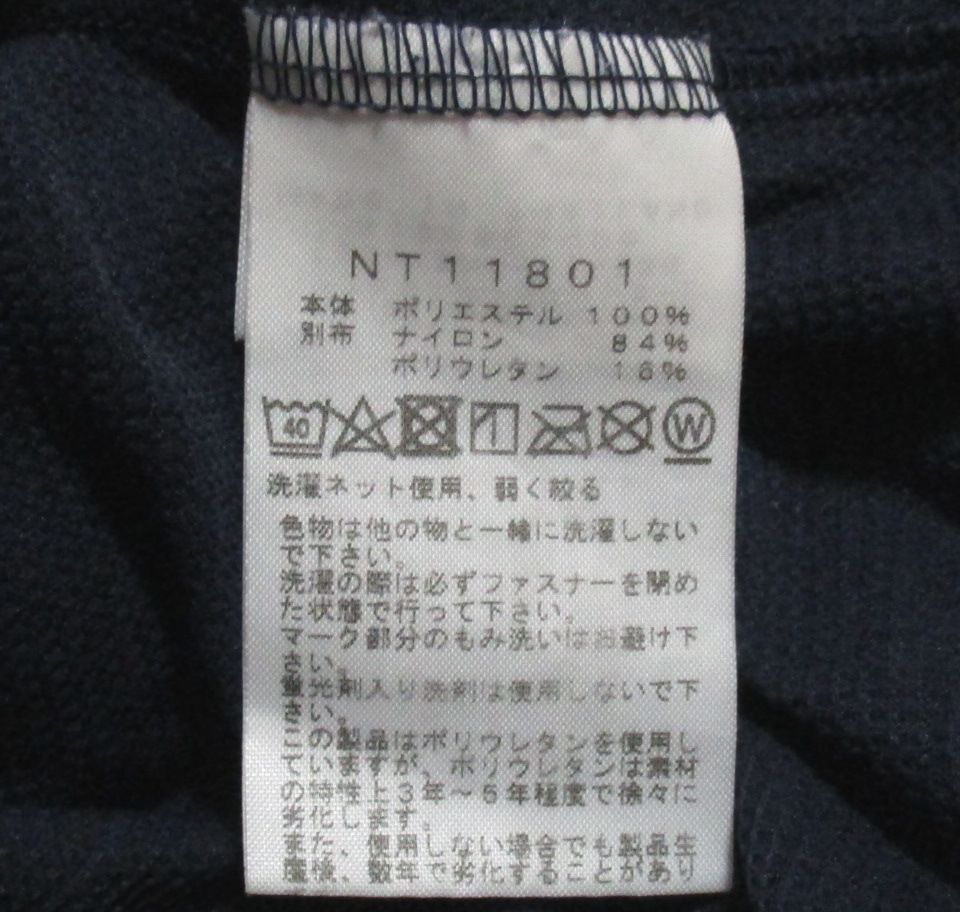 NT11801
本体 ポリエステル 100%
別布 ナイロン 84%
ポリウレタン 16%
40
W
洗濯ネット使用、弱く絞る
色物は他の物と一緒に洗濯しない
で下さい。
洗濯の際は必ずファスナーを閉め
た状態で行って下さい。
マーク部分のもみ洗いはお避け下
さい。
蛍光剤入り洗剤は使用しないで下
さい。
この製品はポリウレタンを使用し
ていますが、ポリウレタンは素材
の特性上3年～5年程度で徐々に
劣化します。
また、使用しない場合でも製品生
産後、数年で劣化することがあり